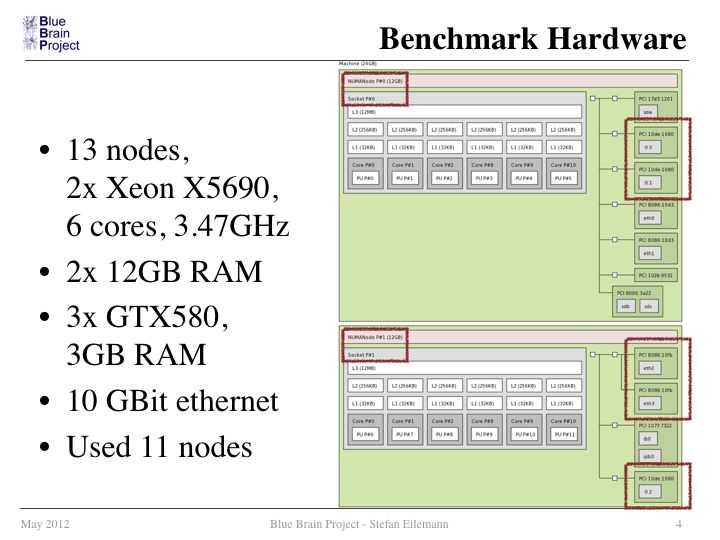 Blue
Brain
Project
Benchmark Hardware
• 13 nodes,
2x Xeon X5690,
6 cores, 3.47GHz
• 2x 12GB RAM
• 3x GTX580,
3GB RAM
• 10 GBit ethernet
• Used 11 nodes
Machine (24GB)
NUMANode P#0 (12GB)
Socket P#0
L3 (12MB)
L2 (256KB) L2 (256KB) L2 (256KB) L2 (256KB) L2 (256KB) L2 (256KB)
L1 (32KB) L1 (32KB) L1 (32KB) L1 (32KB) L1 (32KB) L1 (32KB)
Core P#0 Core P#1 Core P#2 Core P#8 Core P#9 Core P#10
PU P#0 PU P#1 PU P#2 PU P#3 PU P#4 PU P#5
PCI 17d3:1201
sda
PCI 10de:1080
0.0
PCI 10de:1080
0.1
PCI 8086:10d3
eth0
PCI 8086:10d3
eth1
PCI 102b:0532
PCI 8086:3a22
sdb sdc
NUMANode P#1 (12GB)
Socket P#1
L3 (12MB)
L2 (256KB) L2 (256KB) L2 (256KB) L2 (256KB) L2 (256KB) L2 (256KB)
L1 (32KB) L1 (32KB) L1 (32KB) L1 (32KB) L1 (32KB) L1 (32KB)
Core P#0 Core P#1 Core P#2 Core P#8 Core P#9 Core P#10
PU P#6 PU P#7 PU P#8 PU P#9 PU P#10 PU P#11
PCI 8086:10fb
eth2
PCI 8086:10fb
eth3
PCI 1077:7322
ib0
qib0
PCI 10de:1080
0.2
May 2012
Blue Brain Project - Stefan Eilemann
4